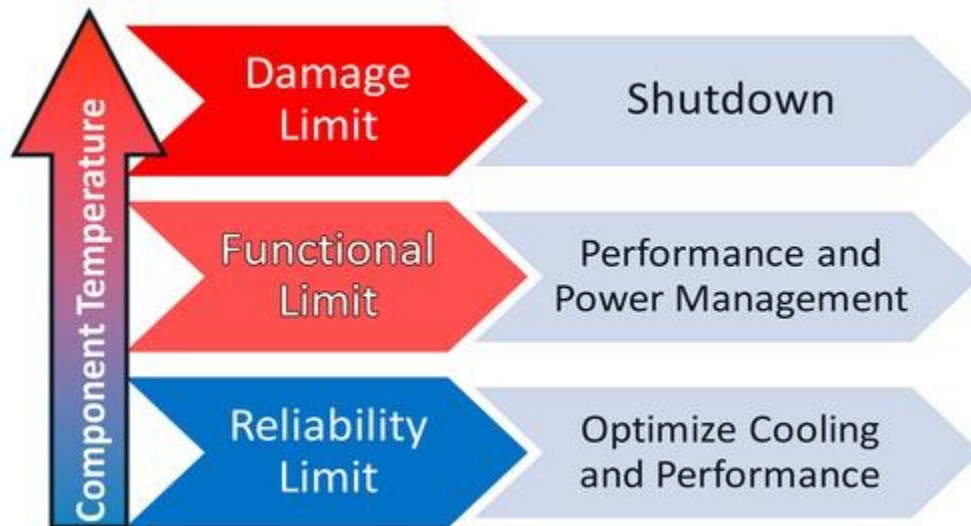 Component Temperature
Damage
Limit
Shutdown
Functional
Limit
Performance and
Power Management
Reliability
Limit
Optimize Cooling
and Performance